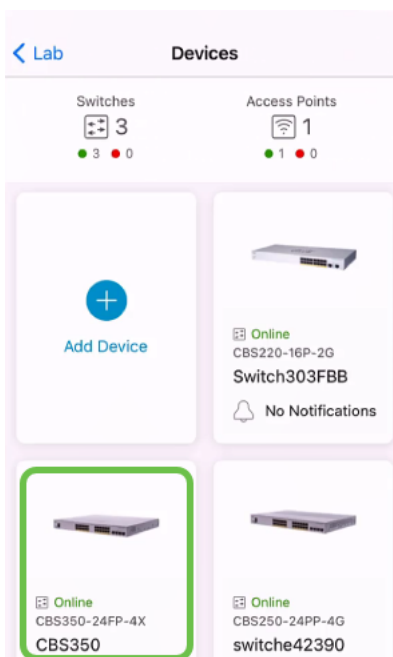 Lab
Devices
Switches
Access Points
3
1
3 0
1 0
Add Device
Online
CBS220-16P-2G
Switch303FBB
No Notifications
Online
CBS350-24FP-4X
CBS350
Online
CBS250-24PP-4G
switche42390